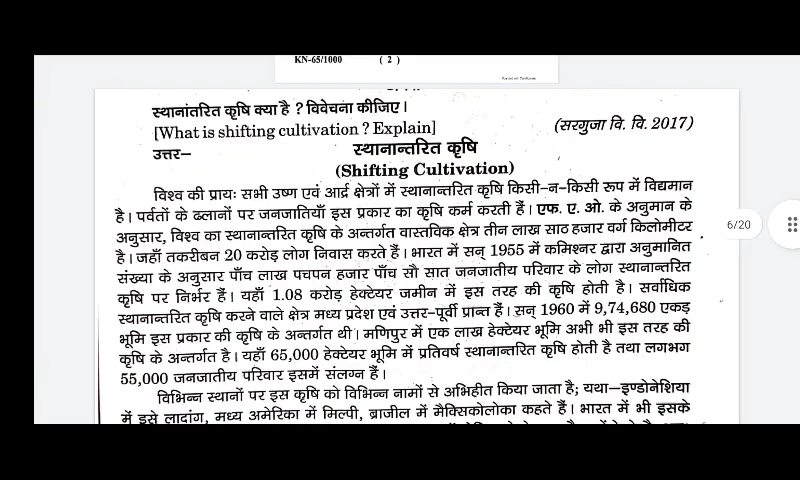 KN-65/1000 ( 2 )
स्थानांतरित कृषि क्या है ? विवेचना कीजिए।
[What is shifting cultivation ? Explain] (सरगुजा वि. वि. 2017)
उत्तर– स्थानान्तरित कृषि
(Shifting Cultivation)
विश्व की प्रायः सभी उष्ण एवं आर्द्र क्षेत्रों में स्थानान्तरित कृषि किसी-न-किसी रूप में विद्यमान
है। पर्वतों के ढलानों पर जनजातियाँ इस प्रकार का कृषि कर्म करती हैं। एफ. ए. ओ. के अनुमान के
अनुसार, विश्व का स्थानान्तरित कृषि के अन्तर्गत वास्तविक क्षेत्र तीन लाख साठ हजार वर्ग किलोमीटर
है। जहाँ तकरीबन 20 करोड़ लोग निवास करते हैं। भारत में सन् 1955 में कमिश्नर द्वारा अनुमानित
संख्या के अनुसार पाँच लाख पचपन हजार पाँच सौ सात जनजातीय परिवार के लोग स्थानान्तरित
कृषि पर निर्भर हैं। यहाँ 1.08 करोड़ हेक्टेयर जमीन में इस तरह की कृषि होती है। सर्वाधिक
स्थानान्तरित कृषि करने वाले क्षेत्र मध्य प्रदेश एवं उत्तर-पूर्वी प्रान्त हैं। सन् 1960 में 9,74,680 एकड़
भूमि इस प्रकार की कृषि के अन्तर्गत थी। मणिपुर में एक लाख हेक्टेयर भूमि अभी भी इस तरह की
कृषि के अन्तर्गत है। यहाँ 65,000 हेक्टेयर भूमि में प्रतिवर्ष स्थानान्तरित कृषि होती है तथा लगभग
55,000 जनजातीय परिवार इसमें संलग्न हैं।
विभिन्न स्थानों पर इस कृषि को विभिन्न नामों से अभिहित किया जाता है; यथा—इण्डोनेशिया
में इसे लादांग, मध्य अमेरिका में मिल्पी, ब्राजील में मैक्सिकोलोका कहते हैं। भारत में भी इसके
6/20